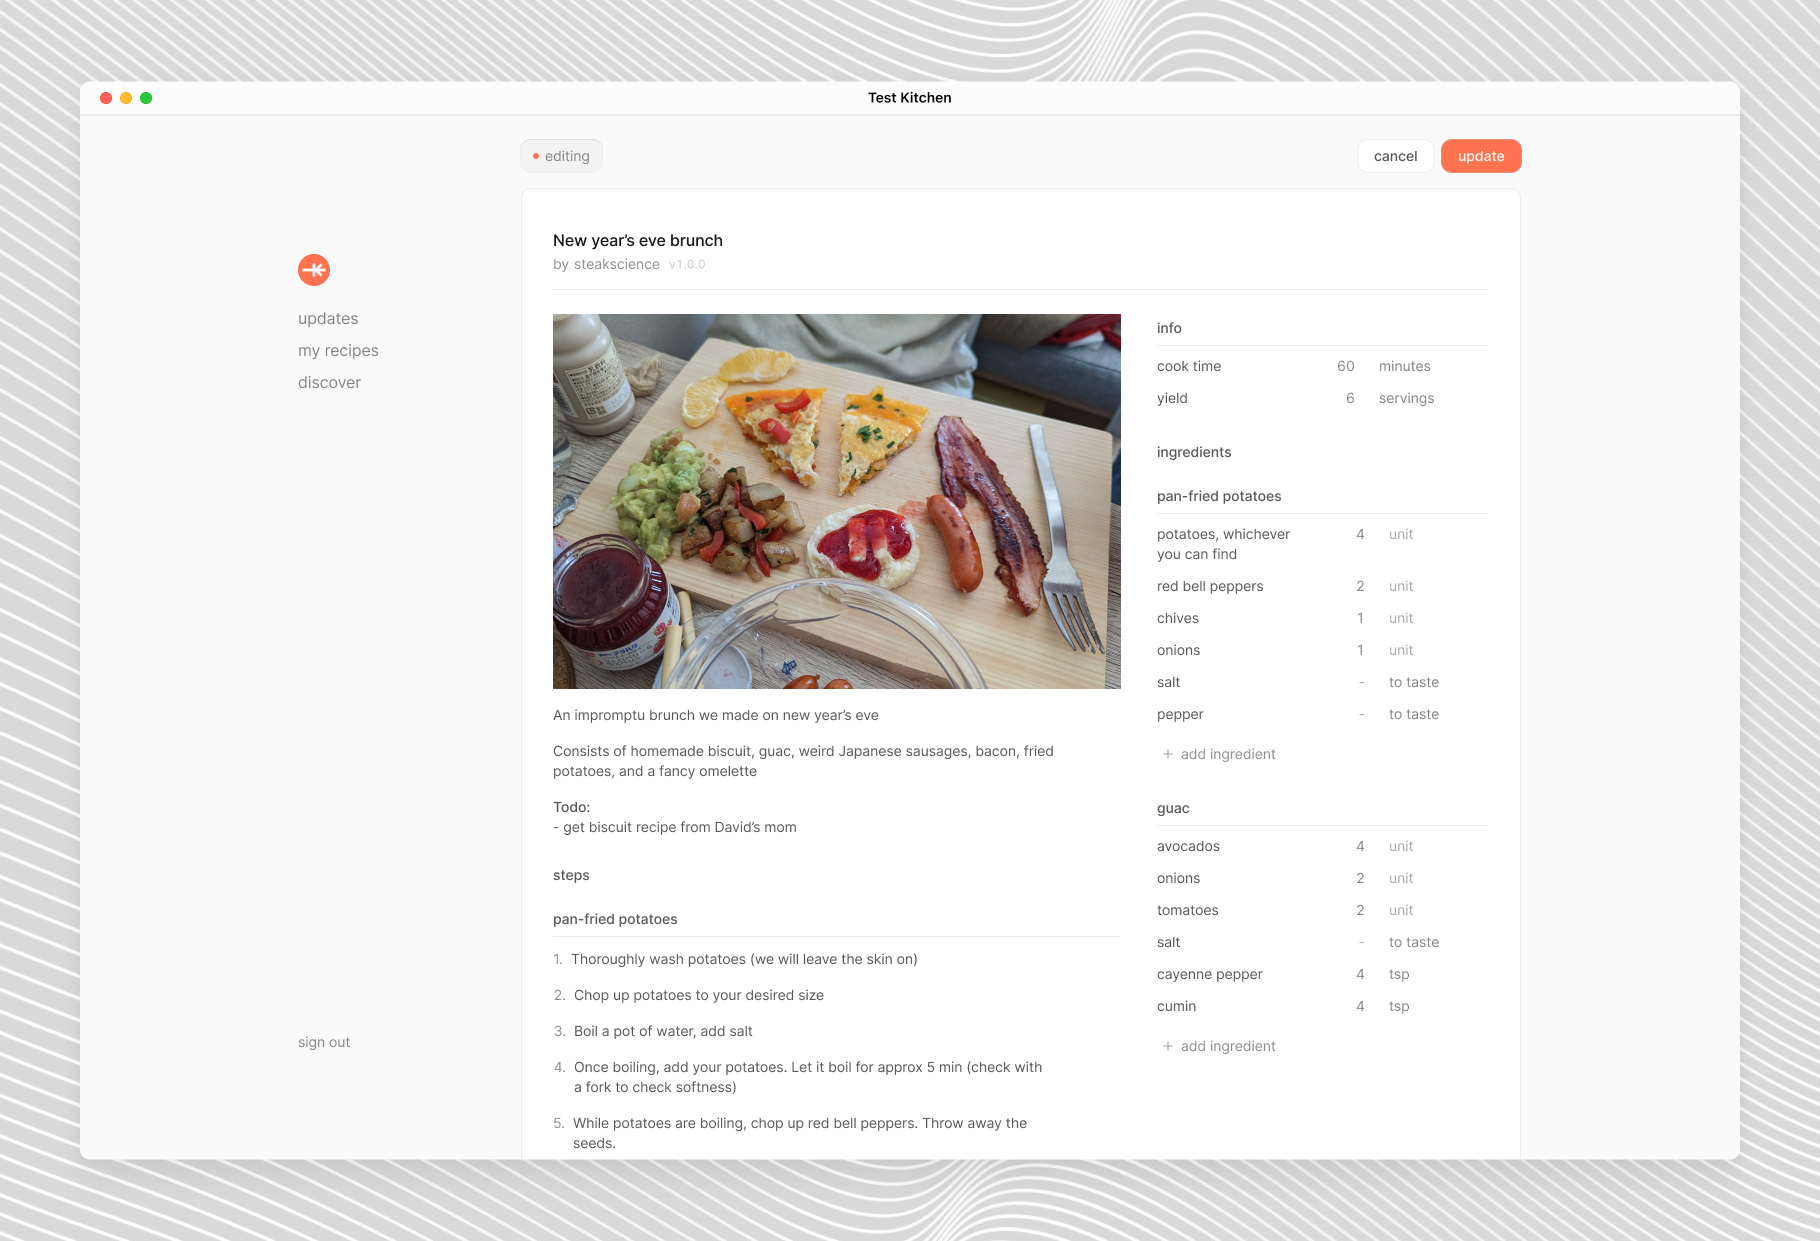 Test Kitchen
editing
cancel
update
updates
my recipes
discover
sign out
New year’s eve brunch
by steakscience v1.0.0
An impromptu brunch we made on new year’s eve
Consists of homemade biscuit, guac, weird Japanese sausages, bacon, fried
potatoes, and a fancy omelette
Todo:
- get biscuit recipe from David’s mom
steps
pan-fried potatoes
1. Thoroughly wash potatoes (we will leave the skin on)
2. Chop up potatoes to your desired size
3. Boil a pot of water, add salt
4. Once boiling, add your potatoes. Let it boil for approx 5 min (check with
a fork to check softness)
5. While potatoes are boiling, chop up red bell peppers. Throw away the
seeds.
info
cook time 60 minutes
yield 6 servings
ingredients
pan-fried potatoes
potatoes, whichever 4 unit
you can find
red bell peppers 2 unit
chives 1 unit
onions 1 unit
salt - to taste
pepper - to taste
+ add ingredient
guac
avocados 4 unit
onions 2 unit
tomatoes 2 unit
salt - to taste
cayenne pepper 4 tsp
cumin 4 tsp
+ add ingredient